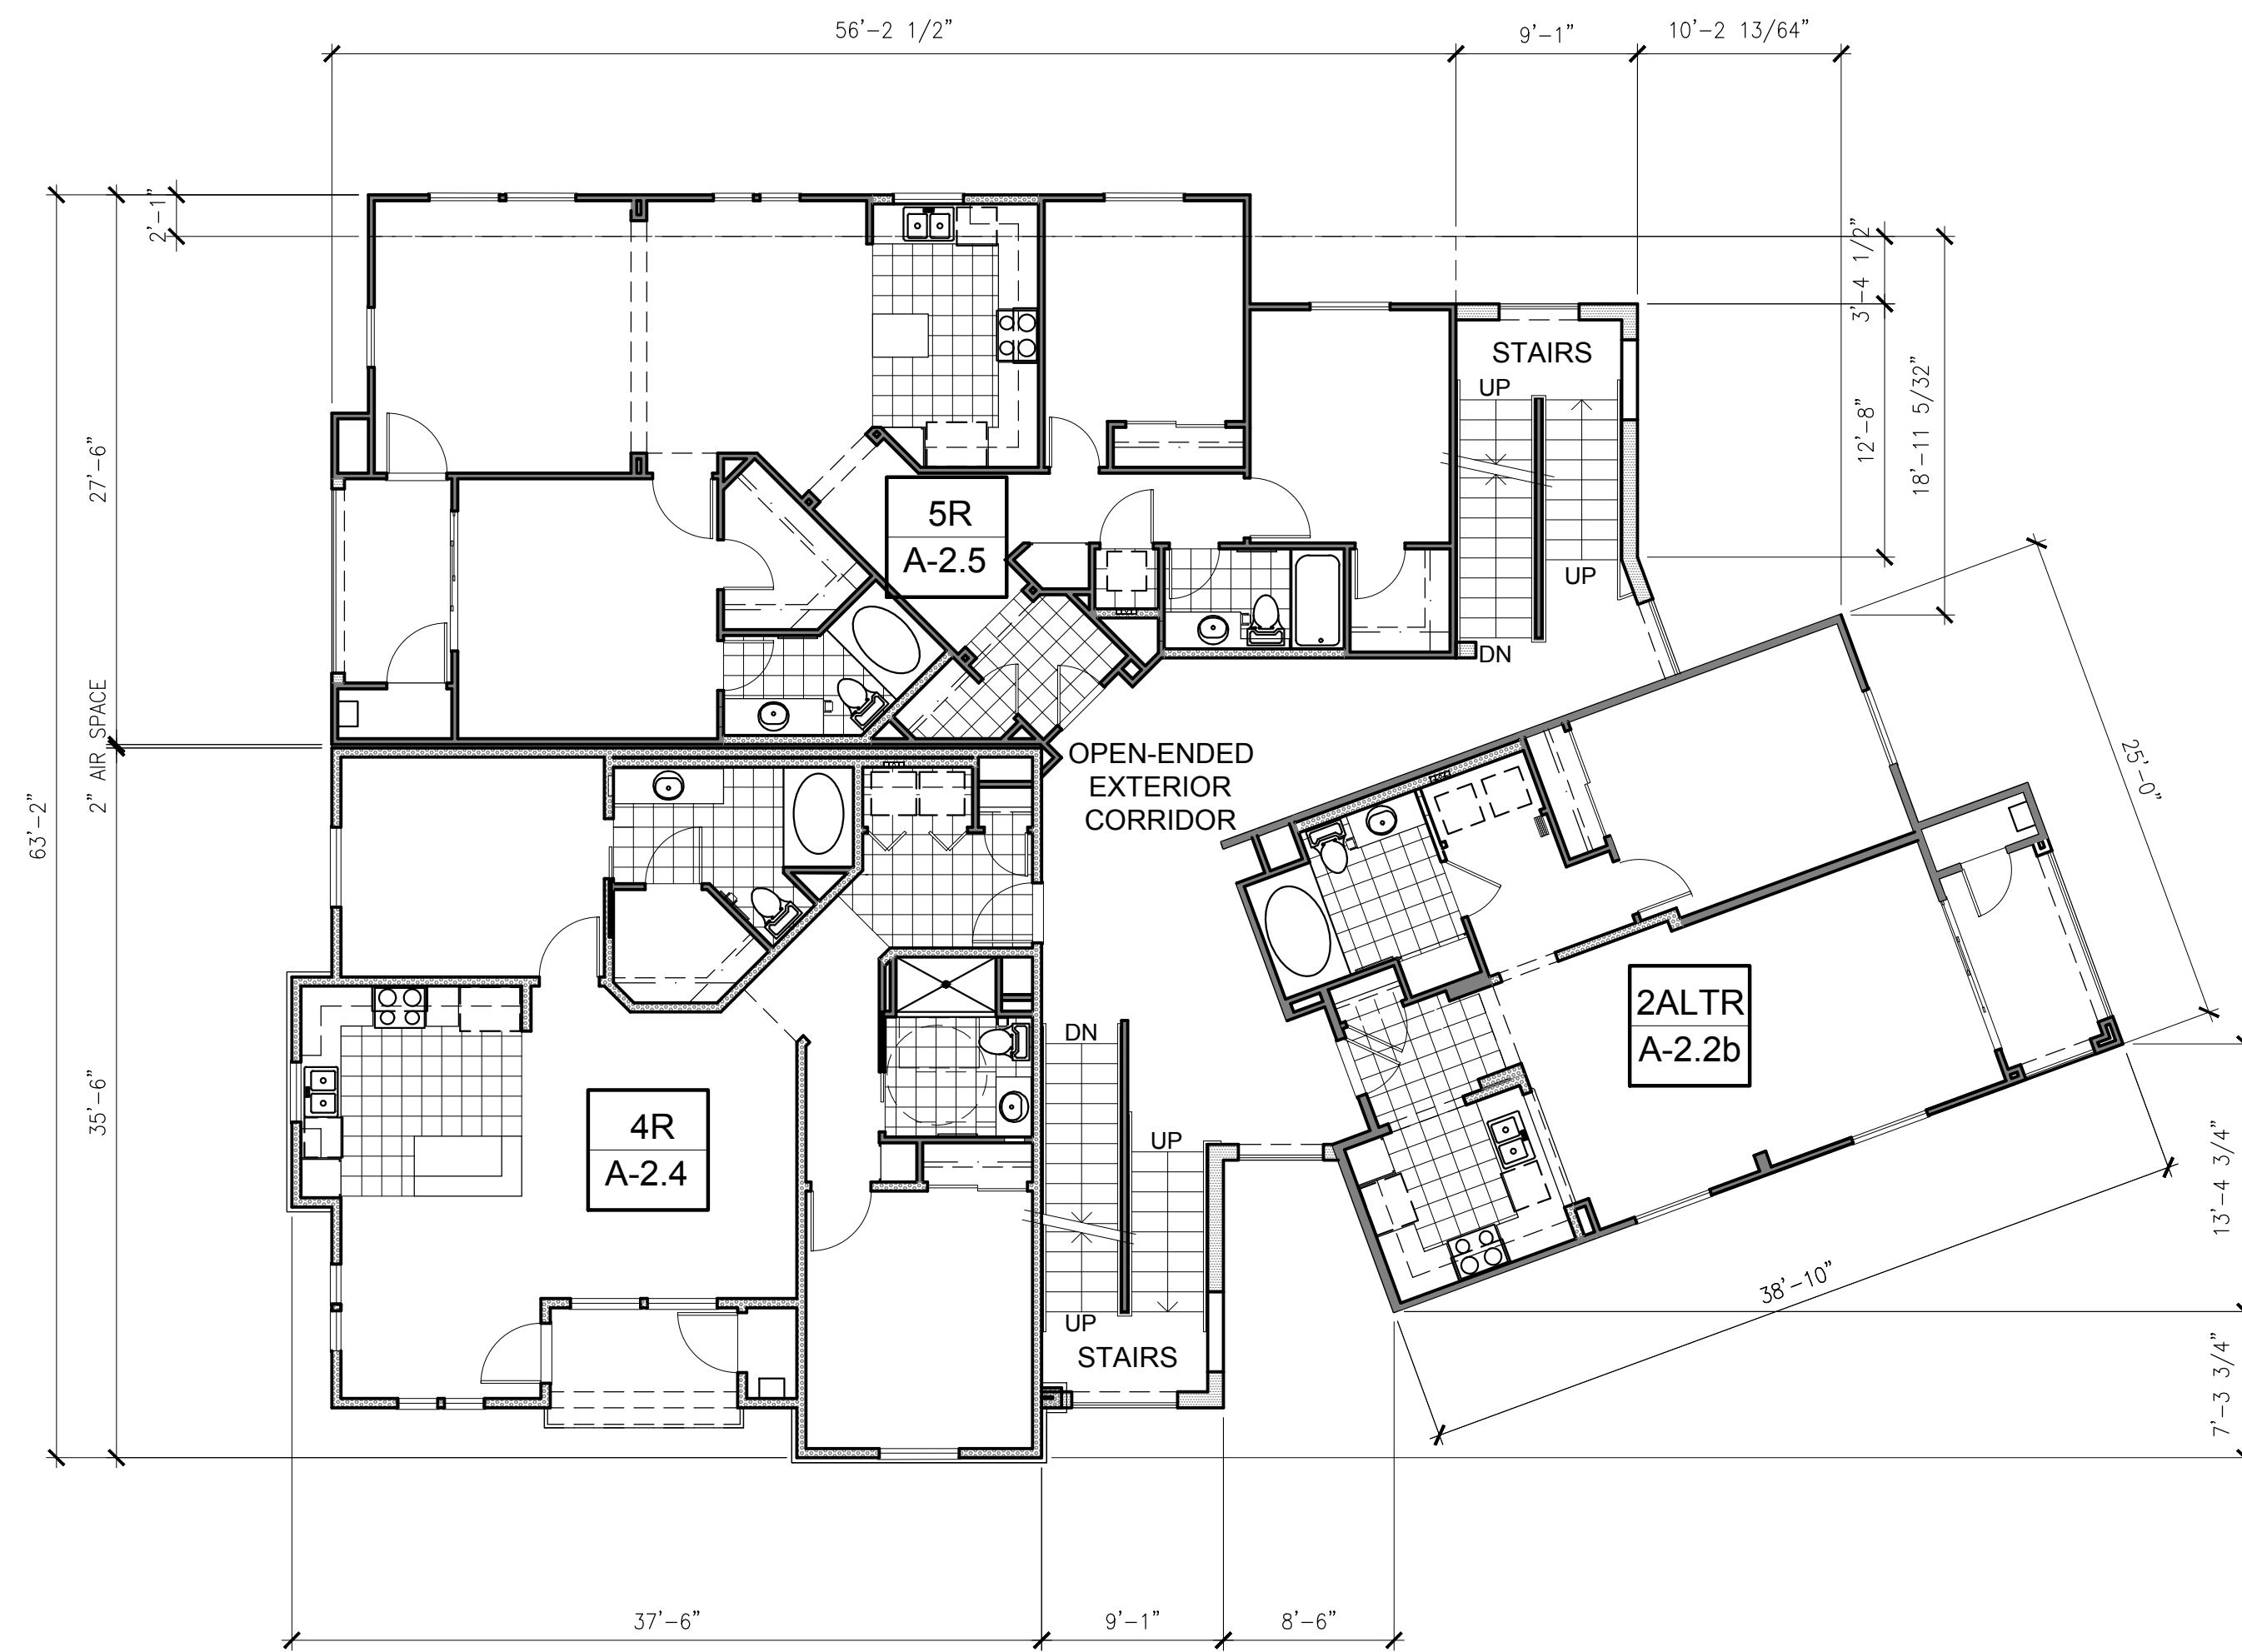 56'-2 1/2"
9'-1"
10'-2 13/64"
2'-1"
3'-4 1/2"
STAIRS
UP
12'-8"
18'-11 5/32"
27'-6"
5R
A-2.5
UP
DN
2" AIR SPACE
OPEN-ENDED
EXTERIOR
CORRIDOR
25'-0"
63'-2"
2ALTR
A-2.2b
DN
35'-6"
4R
A-2.4
UP
13'-4 3/4"
38'-10"
UP
STAIRS
7'-3 3/4"
37'-6"
9'-1"
8'-6"